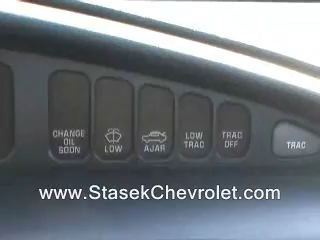 CHANGE
OIL
SOON
LOW
AJAR
LOW
TRAC
TRAC
OFF
TRAC
www.StasekChevrolet.com